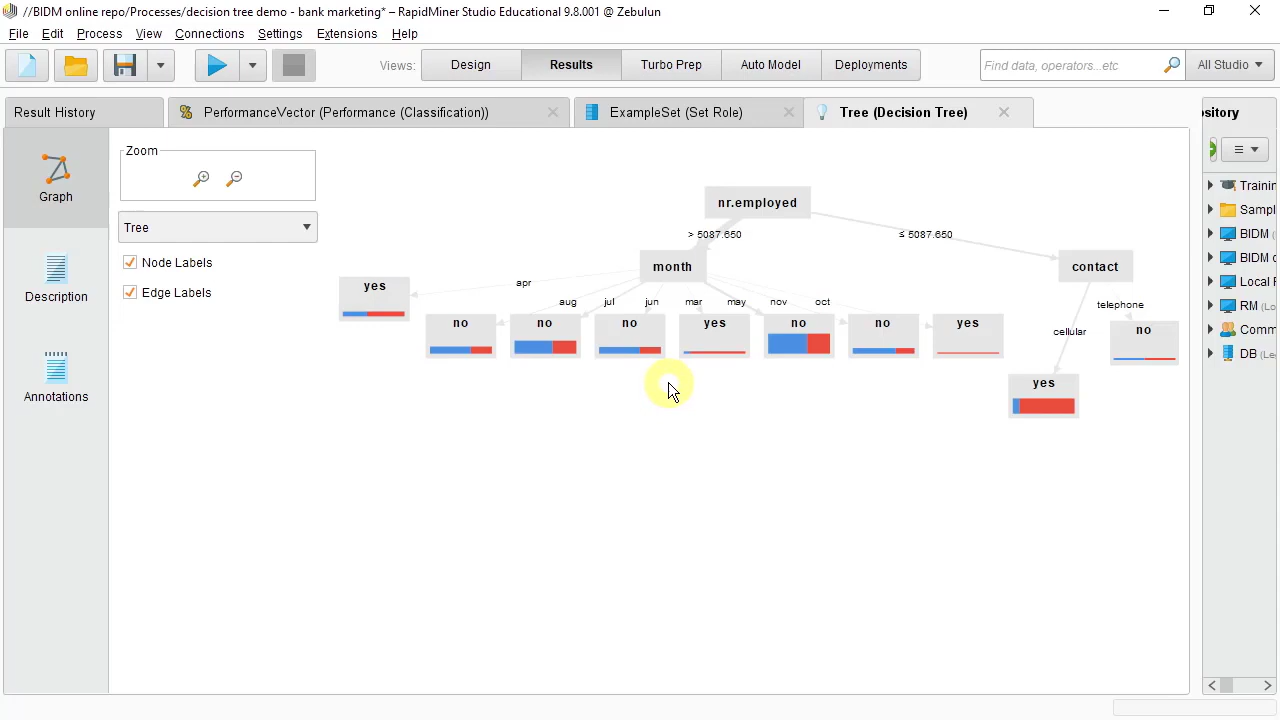 //BIDM online repo/Processes/decision tree demo - bank marketing* – RapidMiner Studio Educational 9.8.001 @ Zebulun
File Edit Process View Connections Settings Extensions Help
Views: Design Results Turbo Prep Auto Model Deployments Find data, operators...etc All Studio
Result History PerformanceVector (Performance (Classification)) ExampleSet (Set Role) Tree (Decision Tree) ository
Zoom
Graph
Tree
Node Labels
Edge Labels
Description
Annotations
nr.employed
> 5087.650 ≤ 5087.650
month contact
apr aug jul jun mar may nov oct
cellular telephone
yes no no no yes no no yes no
yes
Trainin
Sampl
BIDM (
BIDM o
Local F
RM (Lo
Comm
DB (Le